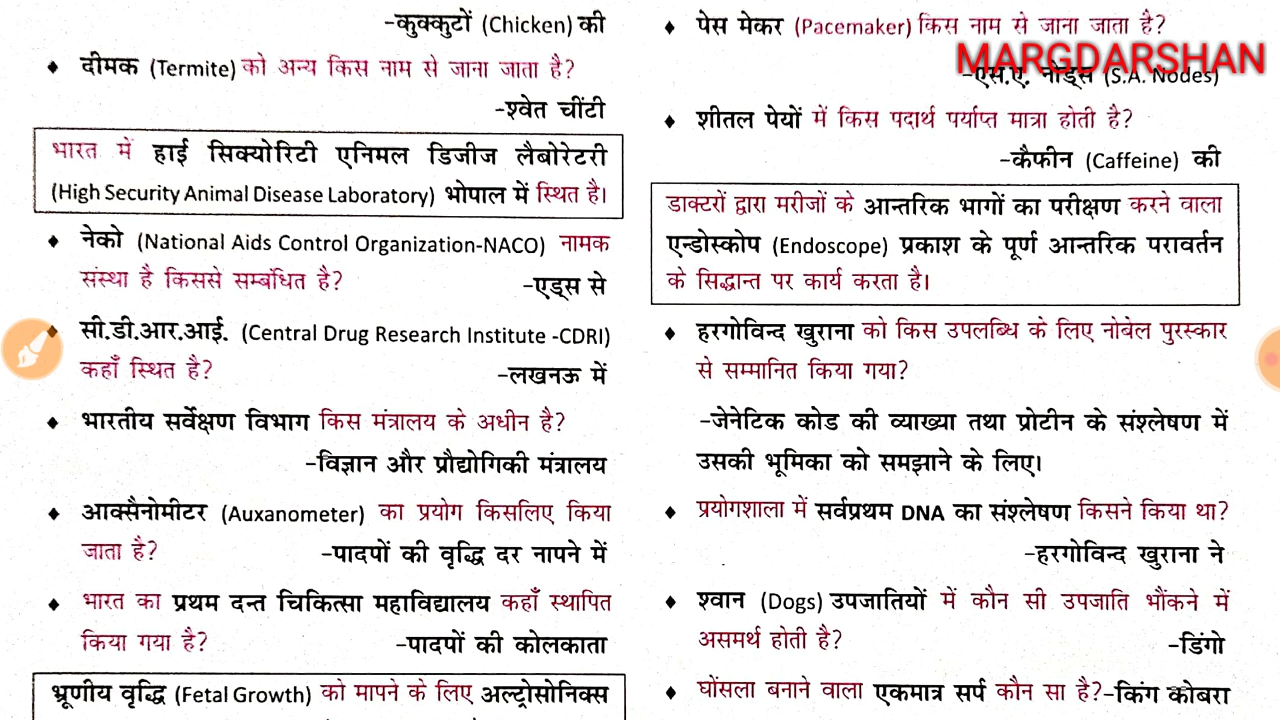 -कुक्कुटों (Chicken) की
♦ दीमक (Termite) को अन्य किस नाम से जाना जाता है?
-श्वेत चींटी
भारत में हाई सिक्योरिटी एनिमल डिजीज लैबोरेटरी
(High Security Animal Disease Laboratory) भोपाल में स्थित है।
♦ नेको (National Aids Control Organization-NACO) नामक
संस्था है किससे सम्बंधित है?
-एड्स से
♦ सी.डी.आर.आई. (Central Drug Research Institute -CDRI)
कहाँ स्थित है?
-लखनऊ में
♦ भारतीय सर्वेक्षण विभाग किस मंत्रालय के अधीन है?
-विज्ञान और प्रौद्योगिकी मंत्रालय
♦ आक्सैनोमीटर (Auxanometer) का प्रयोग किसलिए किया
जाता है?
-पादपों की वृद्धि दर नापने में
♦ भारत का प्रथम दन्त चिकित्सा महाविद्यालय कहाँ स्थापित
किया गया है?
-पादपों की कोलकाता
भ्रूणीय वृद्धि (Fetal Growth) को मापने के लिए अल्ट्रोसोनिक्स
♦ पेस मेकर (Pacemaker) किस नाम से जाना जाता है?
MARGDARSHAN
-एस.ए. नोड्स (S.A. Nodes)
♦ शीतल पेयों में किस पदार्थ पर्याप्त मात्रा होती है?
-कैफीन (Caffeine) की
डाक्टरों द्वारा मरीजों के आन्तरिक भागों का परीक्षण करने वाला
एन्डोस्कोप (Endoscope) प्रकाश के पूर्ण आन्तरिक परावर्तन
के सिद्धान्त पर कार्य करता है।
♦ हरगोविन्द खुराना को किस उपलब्धि के लिए नोबेल पुरस्कार
से सम्मानित किया गया?
-जेनेटिक कोड की व्याख्या तथा प्रोटीन के संश्लेषण में
उसकी भूमिका को समझाने के लिए।
♦ प्रयोगशाला में सर्वप्रथम DNA का संश्लेषण किसने किया था?
-हरगोविन्द खुराना ने
♦ श्वान (Dogs) उपजातियों में कौन सी उपजाति भौंकने में
असमर्थ होती है?
-डिंगो
♦ घोंसला बनाने वाला एकमात्र सर्प कौन सा है?-किंग कोबरा